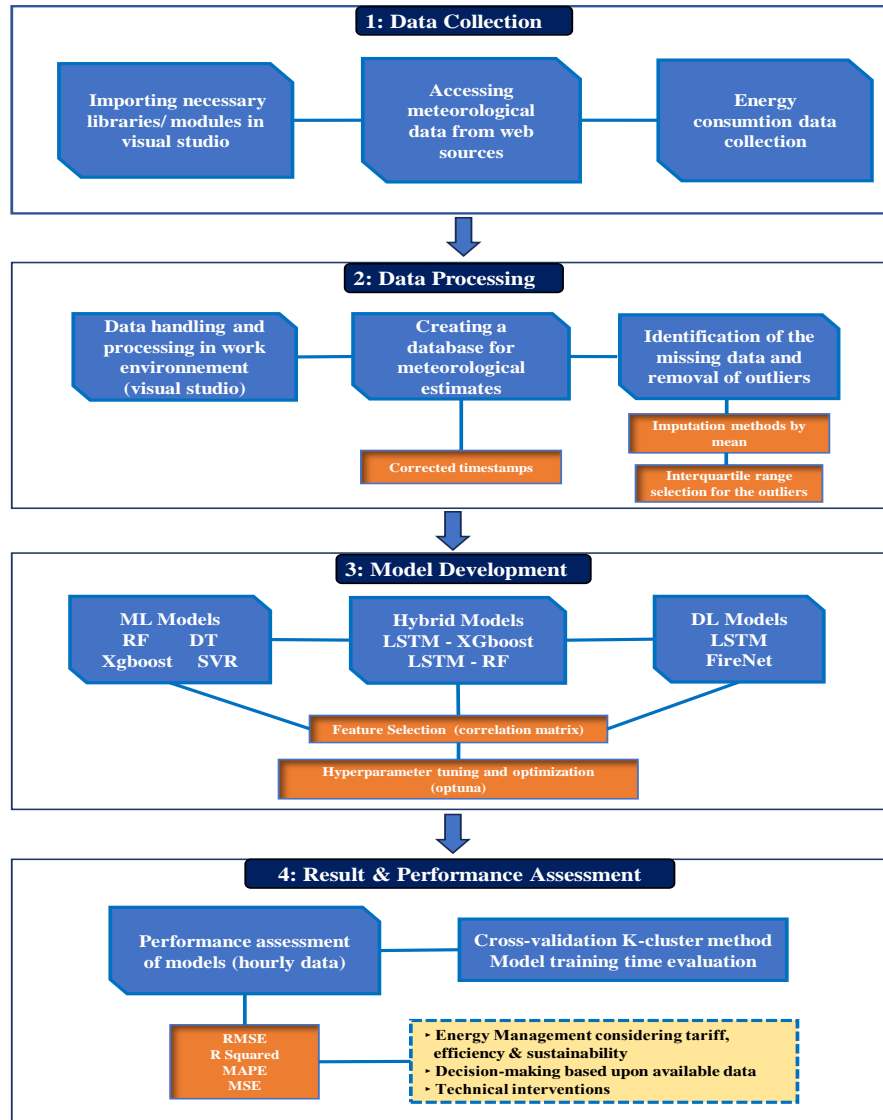 1: Data Collection
Importing necessary
libraries/ modules in
visual studio
Accessing
meteorological
data from web
sources
Energy
consumtion data
collection
2: Data Processing
Data handling and
processing in work
environnement
(visual studio)
Creating a
database for
meteorological
estimates
Identification of the
missing data and
removal of outliers
Corrected timestamps
Imputation methods by
mean
Interquartile range
selection for the outliers
3: Model Development
ML Models
RF DT
Xgboost SVR
Hybrid Models
LSTM - XGboost
LSTM - RF
DL Models
LSTM
FireNet
Feature Selection (correlation matrix)
Hyperparameter tuning and optimization
(optuna)
4: Result & Performance Assessment
Performance assessment
of models (hourly data)
Cross-validation K-cluster method
Model training time evaluation
RMSE
R Squared
MAPE
MSE
‣ Energy Management considering tariff,
efficiency & sustainability
‣ Decision-making based upon available data
‣ Technical interventions